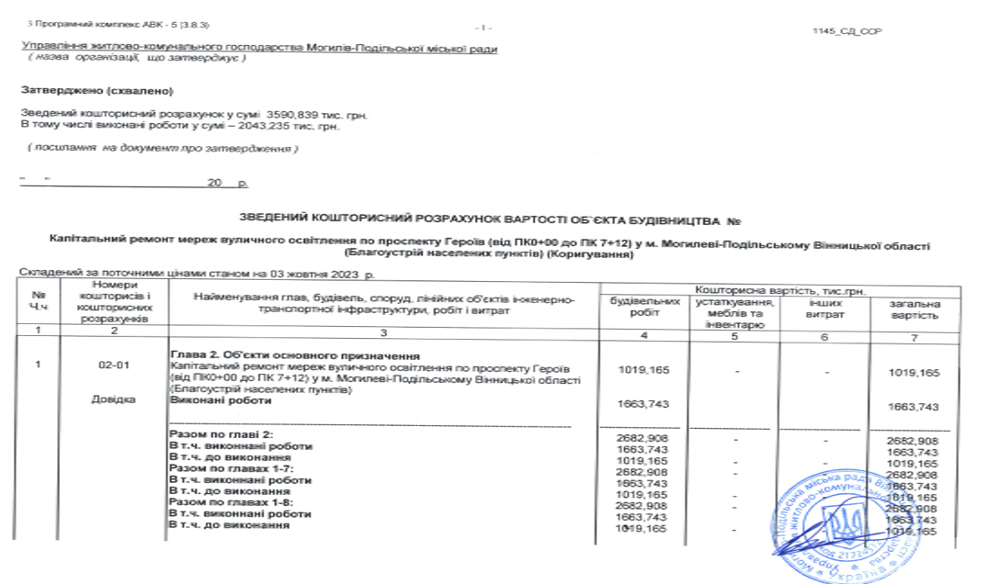 3 Програмний комплекс АВК - 5 (3.8.3)
- 1 -
1145_СД_ССР
Управління житлово-комунального господарства Могилів-Подільської міської ради
( назва організації, що затверджує )
Затверджено (схвалено)
Зведений кошторисний розрахунок у сумі 3590,839 тис. грн.
В тому числі виконані роботи у сумі – 2043,235 тис. грн.
( посилання на документ про затвердження )
" " 20 р.
ЗВЕДЕНИЙ КОШТОРИСНИЙ РОЗРАХУНОК ВАРТОСТІ ОБ`ЄКТА БУДІВНИЦТВА №
Капітальний ремонт мереж вуличного освітлення по проспекту Героїв (від ПК0+00 до ПК 7+12) у м. Могилеві-Подільському Вінницької області
(Благоустрій населених пунктів) (Коригування)
Складений за поточними цінами станом на 03 жовтня 2023 р.
№ Ч.ч
Номери кошторисів і кошторисних розрахунків
Найменування глав, будівель, споруд, лінійних об'єктів інженерно-
транспортної інфраструктури, робіт і витрат
Кошторисна вартість, тис.грн.
будівельних робіт
устаткування, меблів та інвентарю
інших витрат
загальна вартість
1 2 3 4 5 6 7
Глава 2. Об'єкти основного призначення
1 02-01 Капітальний ремонт мереж вуличного освітлення по проспекту Героїв 1019,165 - - 1019,165
(від ПК0+00 до ПК 7+12) у м. Могилеві-Подільському Вінницької області
(Благоустрій населених пунктів)
Довідка Виконані роботи 1663,743 1663,743
Разом по главі 2: 2682,908 - - 2682,908
В т.ч. виконнані роботи 1663,743 1663,743
В т.ч. до виконання 1019,165 - 1019,165
Разом по главах 1-7: 2682,908 - 2682,908
В т.ч. виконнані роботи 1663,743 1663,743
В т.ч. до виконання 1019,165 - 1019,165
Разом по главах 1-8: 2682,908 - 2682,908
В т.ч. виконнані роботи 1663,743 1663,743
В т.ч. до виконання 1019,165 - 1019,165
Подільська міська рада
житлово-комунального
Україна